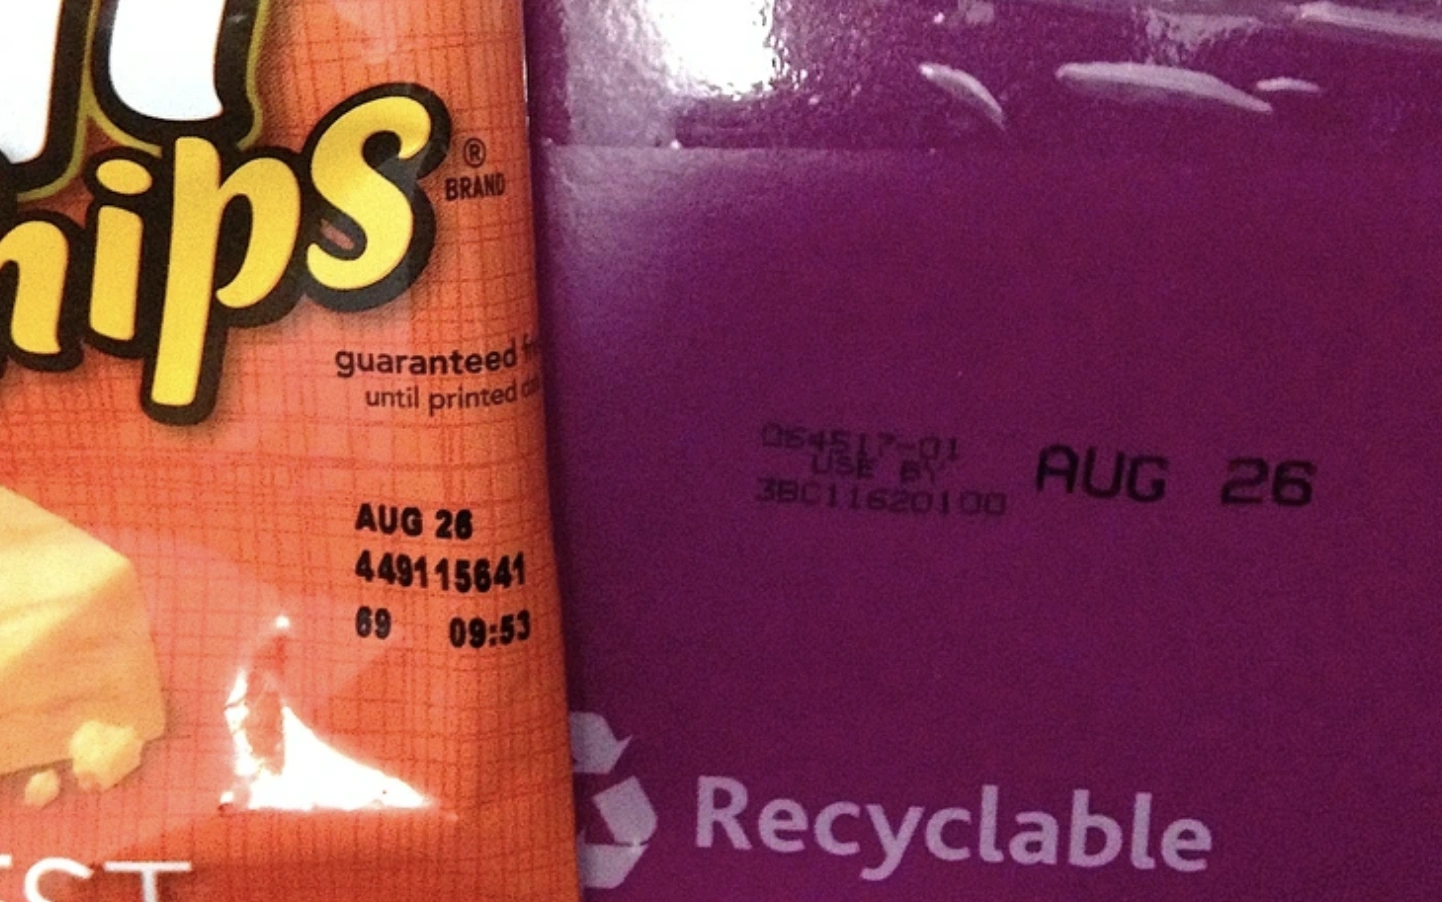 hips
®
BRAND
guaranteed
until printed
AUG 26
449115641
69 09:53
EST
064517-01
USE BY
3BC11620100
AUG 26
Recyclable